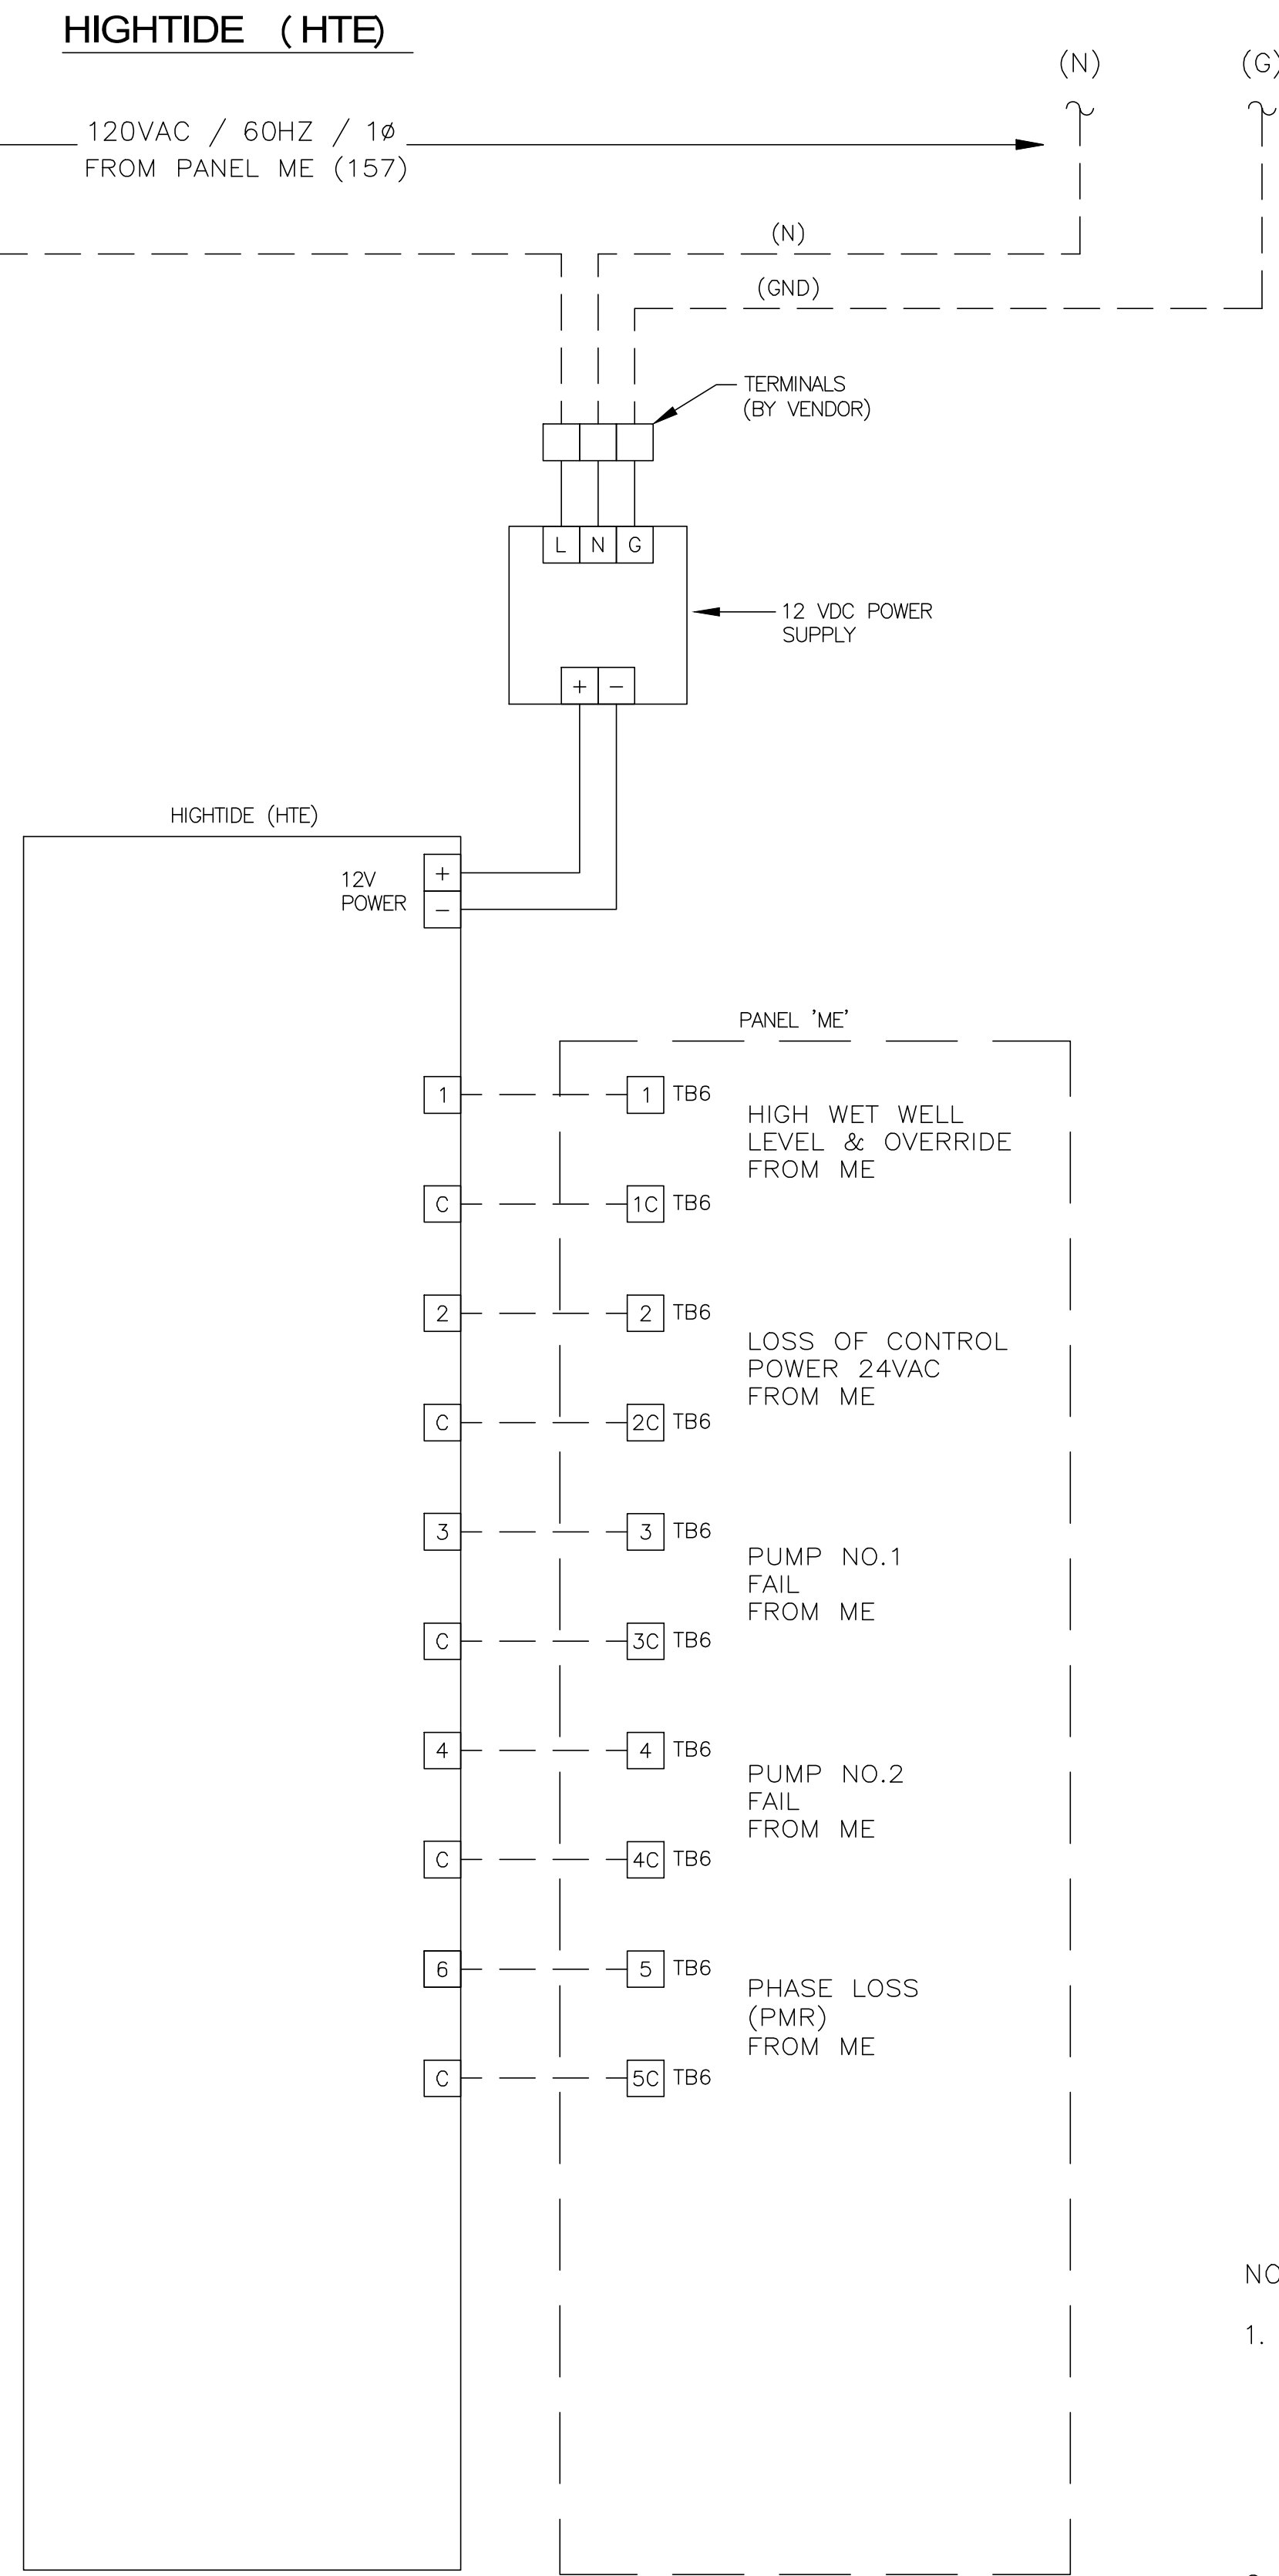 HIGHTIDE (HTE)
(N)
(G)
120VAC / 60HZ / 1ø
FROM PANEL ME (157)
(N)
(GND)
TERMINALS
(BY VENDOR)
L N G
12 VDC POWER
SUPPLY
+ −
HIGHTIDE (HTE)
12V
POWER
+
−
PANEL 'ME'
1 1 TB6
HIGH WET WELL
LEVEL & OVERRIDE
FROM ME
C 1C TB6
2 2 TB6
LOSS OF CONTROL
POWER 24VAC
FROM ME
C 2C TB6
3 3 TB6
PUMP NO.1
FAIL
FROM ME
C 3C TB6
4 4 TB6
PUMP NO.2
FAIL
FROM ME
C 4C TB6
6 5 TB6
PHASE LOSS
(PMR)
FROM ME
C 5C TB6
1.